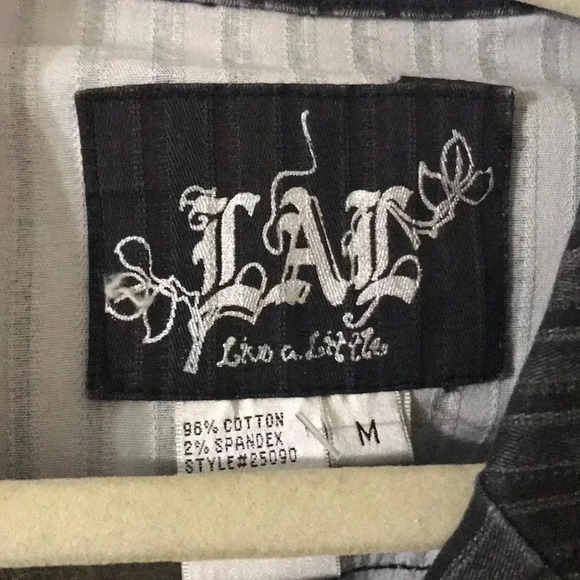 LAL
Live a Little
98% COTTON
2% SPANDEX
STYLE#25090
M